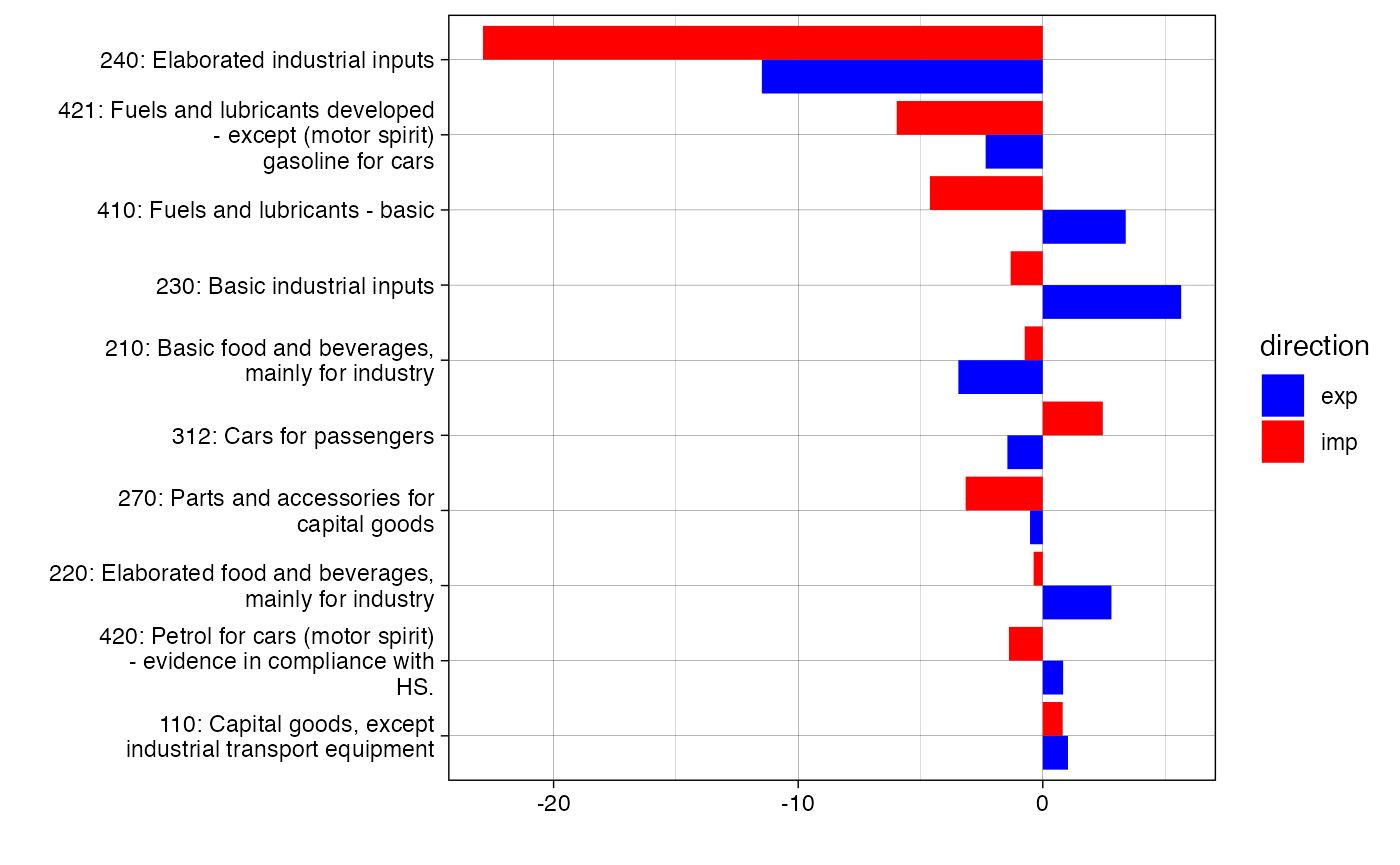 240: Elaborated industrial inputs
421: Fuels and lubricants developed
- except (motor spirit)
gasoline for cars
410: Fuels and lubricants - basic
230: Basic industrial inputs
210: Basic food and beverages,
mainly for industry
312: Cars for passengers
270: Parts and accessories for
capital goods
220: Elaborated food and beverages,
mainly for industry
420: Petrol for cars (motor spirit)
- evidence in compliance with
HS.
110: Capital goods, except
industrial transport equipment
-20
-10
0
direction
exp
imp